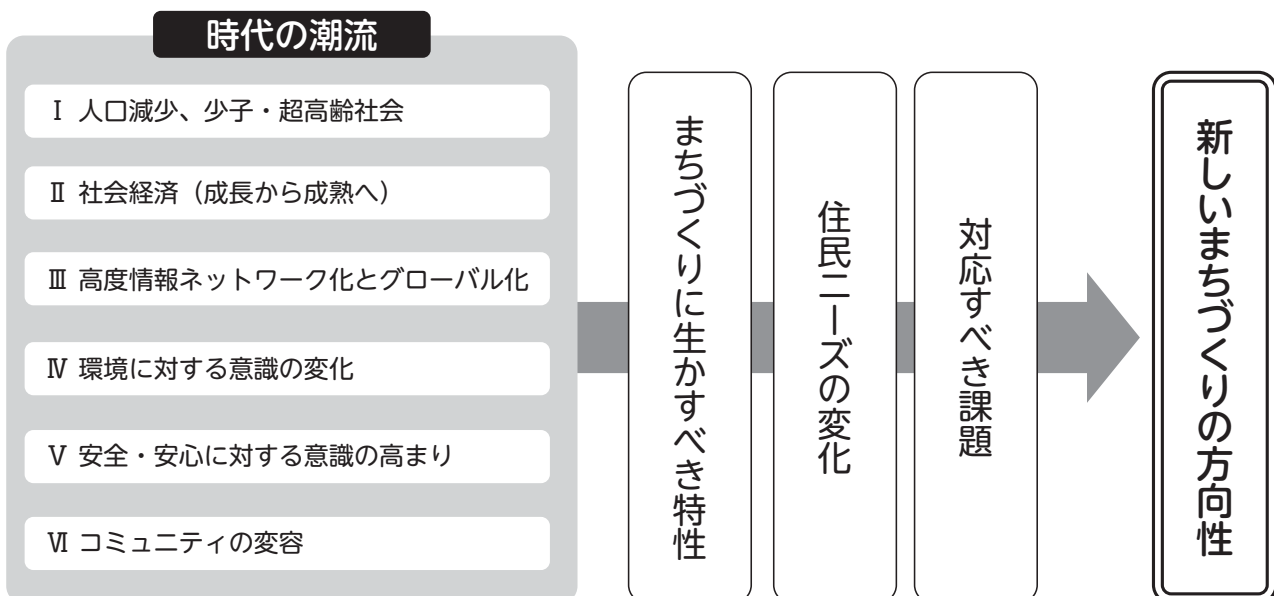 時代の潮流
Ⅰ 人口減少、少子・超高齢社会
Ⅱ 社会経済（成長から成熟へ）
Ⅲ 高度情報ネットワーク化とグローバル化
Ⅳ 環境に対する意識の変化
Ⅴ 安全・安心に対する意識の高まり
Ⅵ コミュニティの変容
まちづくりに生かすべき特性
住民ニーズの変化
対応すべき課題
新しいまちづくりの方向性